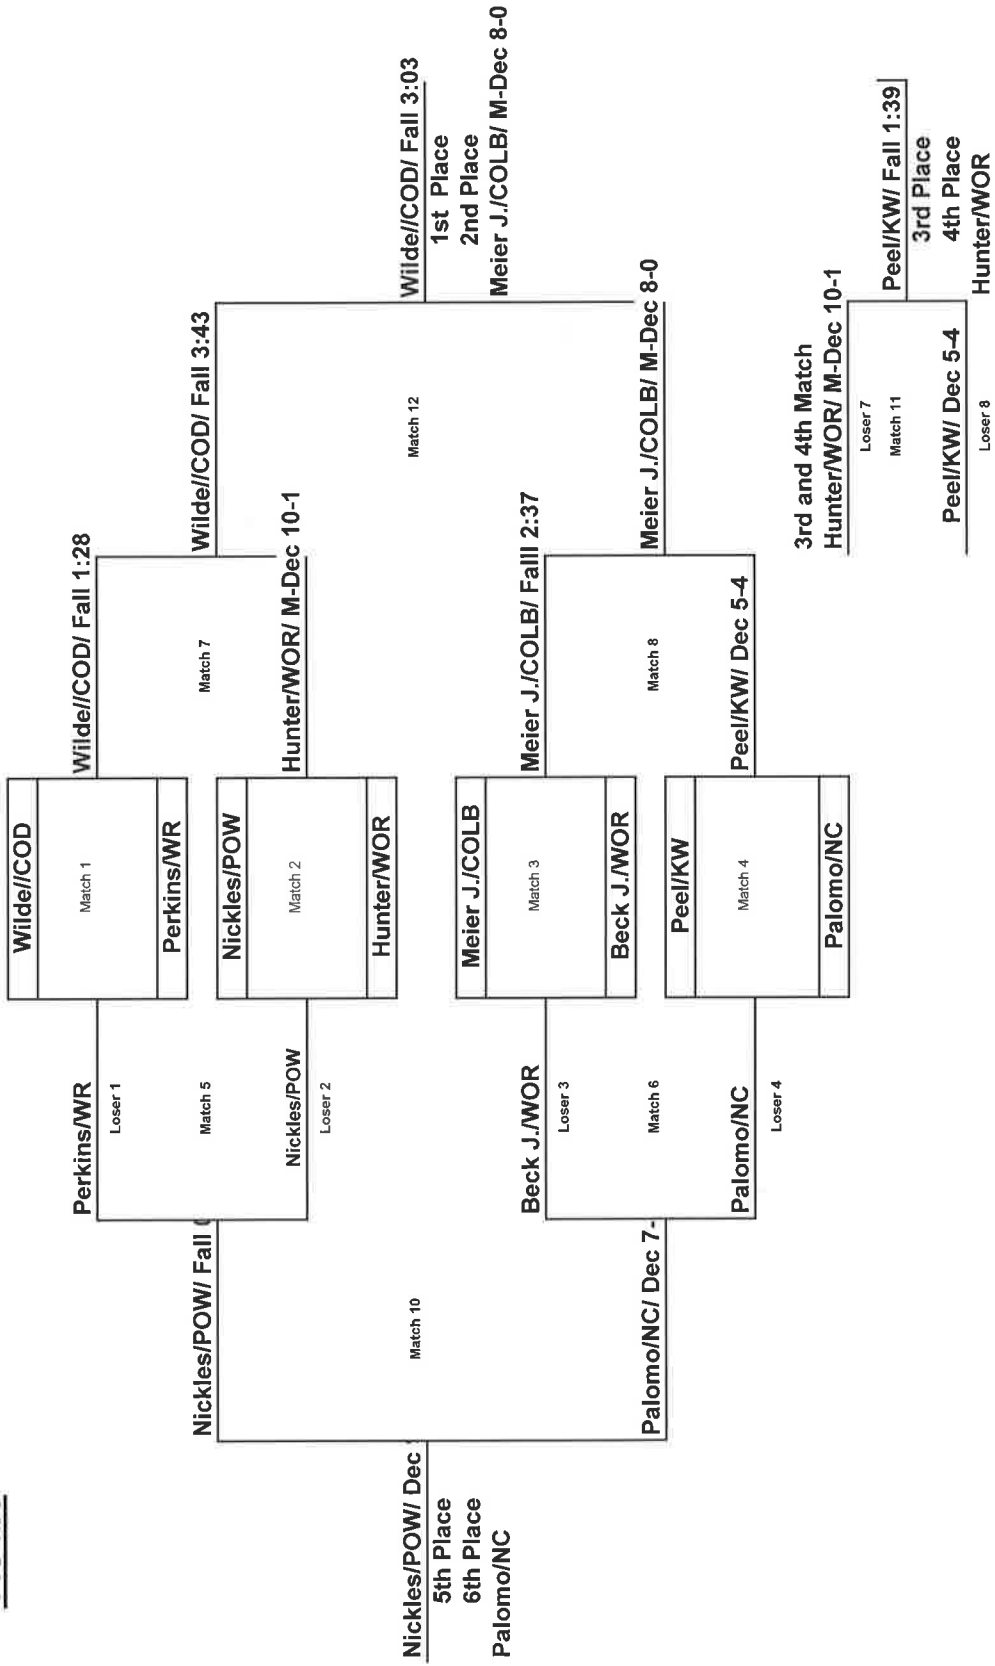 Wilde//COD
Match 1
Perkins/WR
Nickles/POW
Match 2
Hunter/WOR
Meier J./COLB
Match 3
Beck J./WOR
Peel/KW
Match 4
Palomo/NC
Wilde//COD/ Fall 1:28
Match 7
Hunter/WOR/ M-Dec 10-1
Meier J./COLB/ Falll 2:37
Match 8
Peel/KW/ Dec 5-4
Wilde//COD/ Fall 3:43
Match 12
Meier J./COLB/ M-Dec 8-0
Wilde//COD/ Fall 3:03
1st Place
2nd Place
Meier J./COLB/ M-Dec 8-0
3rd and 4th Match
Hunter/WOR/ M-Dec 10-1
Loser 7
Match 11
Peel/KW/ Dec 5-4
Loser 8
Peel/KW/ Fall 1:39
3rd Place
4th Place
Hunter/WOR
Perkins/WR
Loser 1
Match 5
Nickles/POW
Loser 2
Beck J./WOR
Loser 3
Match 6
Palomo/NC
Loser 4
Nickles/POW/ Fall
Match 10
Palomo/NC/ Dec 7-
Nickles/POW/ Dec
5th Place
6th Place
Palomo/NC